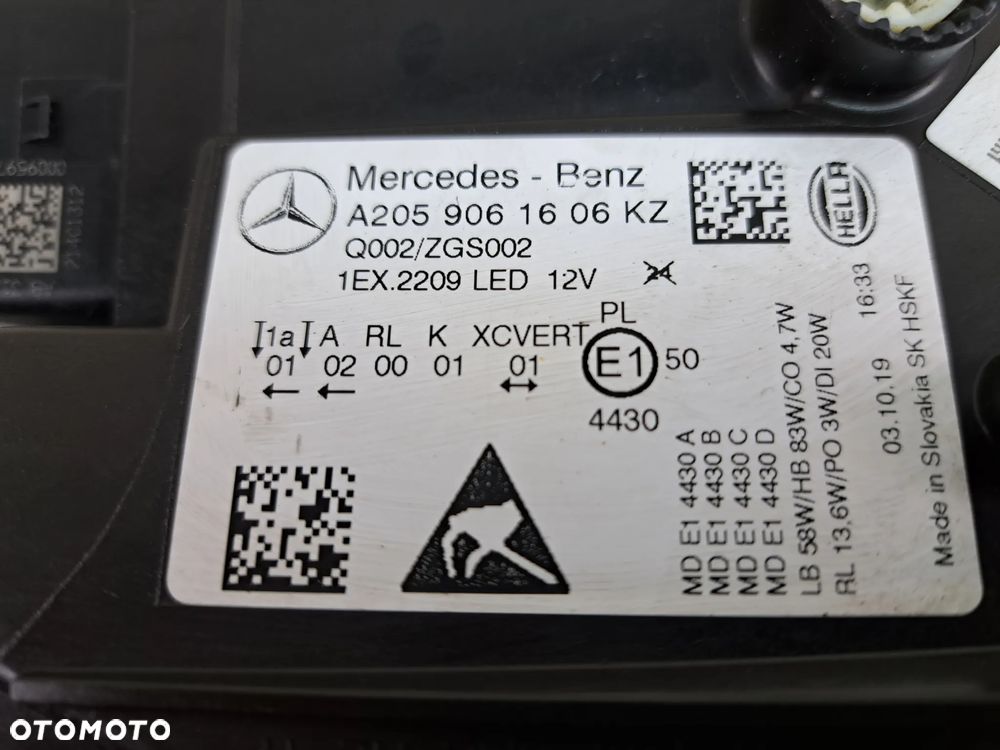 Mercedes - Benz
A205 906 16 06 KZ
Q002/ZGS002
1EX.2209 LED 12V 24
HELLA
1a A RL K XCVERT PL
01 02 00 01 01 E1 50
4430
MD E1 4430 A
MD E1 4430 B
MD E1 4430 C
MD E1 4430 D
LB 58W/HB 83W/CO 4,7W
RL 13,6W/PO 3W/DI 20W
03.10.19 16:33
Made in Slovakia SK HSKF
OTOMOTO